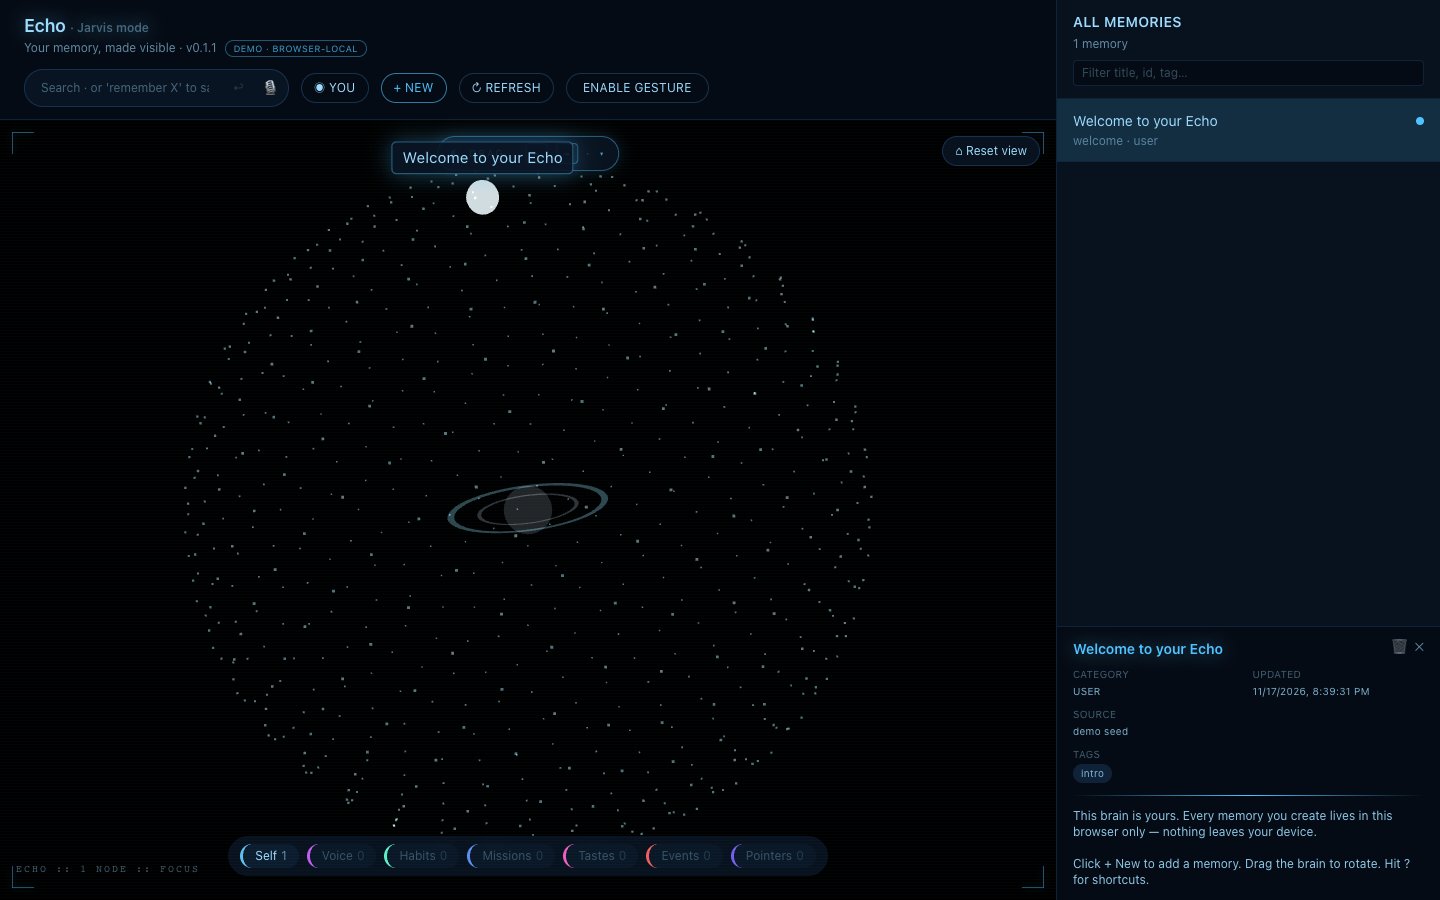 Echo · Jarvis mode
Your memory, made visible · v0.1.1 DEMO · BROWSER-LOCAL
Search · or 'remember X' to sa
◉ YOU
+ NEW
↻ REFRESH
ENABLE GESTURE
Welcome to your Echo
⌂ Reset view
Self 1
Voice 0
Habits 0
Missions 0
Tastes 0
Events 0
Pointers 0
ECHO :: 1 NODE :: FOCUS
ALL MEMORIES
1 memory
Filter title, id, tag...
Welcome to your Echo
welcome · user
Welcome to your Echo
CATEGORY
USER
UPDATED
11/17/2026, 8:39:31 PM
SOURCE
demo seed
TAGS
intro
This brain is yours. Every memory you create lives in this
browser only — nothing leaves your device.
Click + New to add a memory. Drag the brain to rotate. Hit ?
for shortcuts.